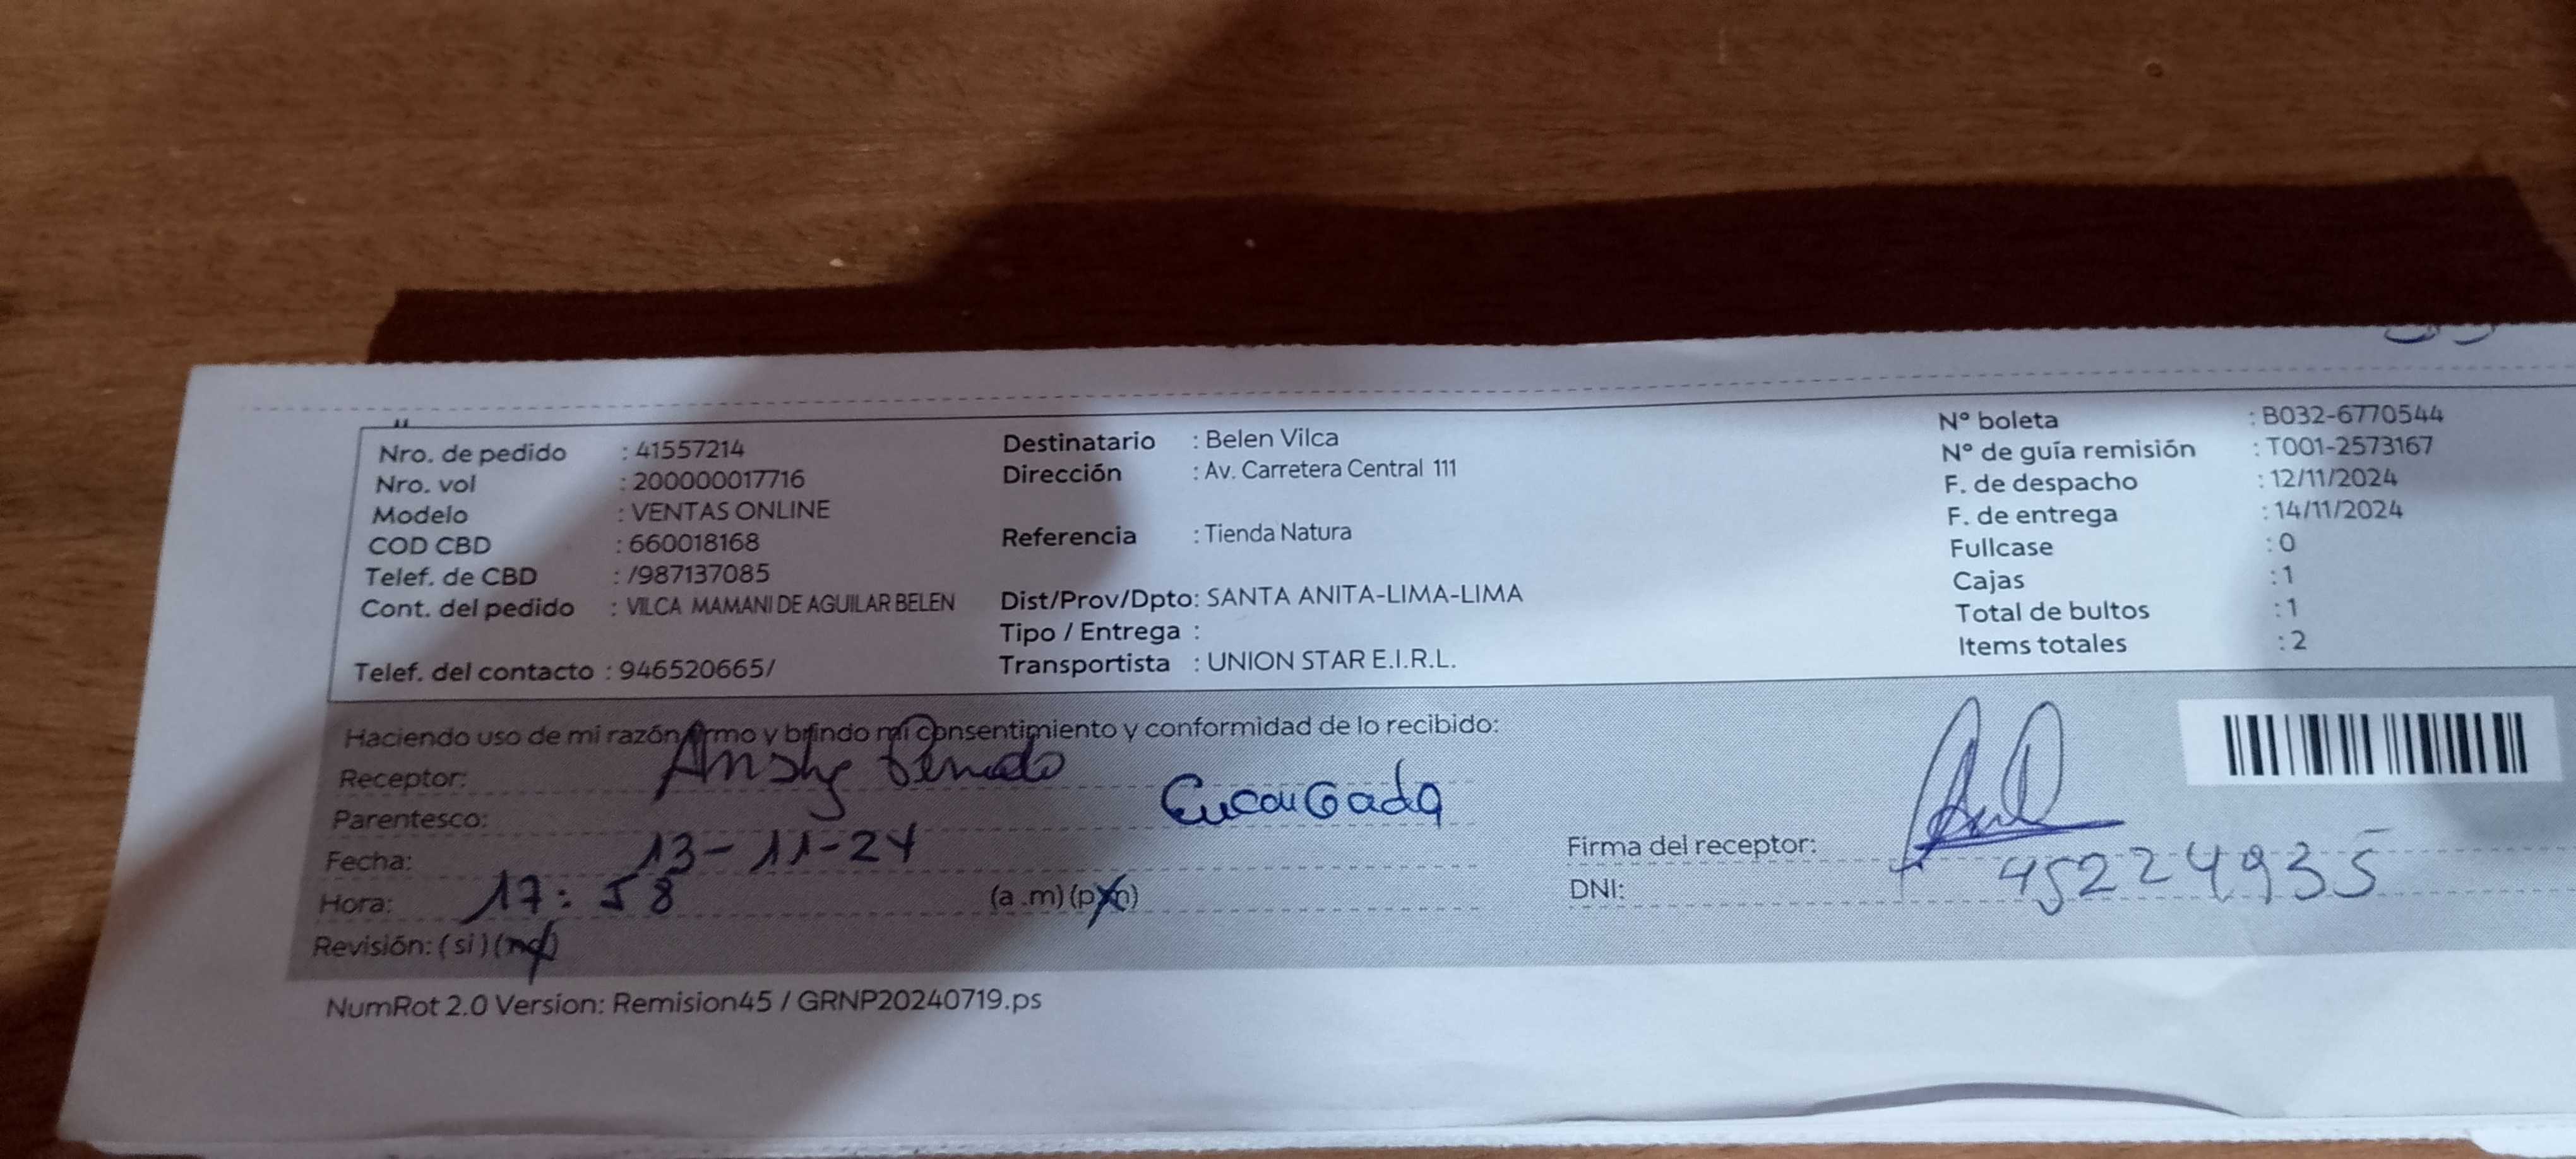 Nro. de pedido : 41557214
Nro. vol : 200000017716
Modelo : VENTAS ONLINE
COD CBD : 660018168
Telef. de CBD : /987137085
Cont. del pedido : VILCA MAMANI DE AGUILAR BELEN
Telef. del contacto : 946520665/
Destinatario : Belen Vilca
Dirección : Av. Carretera Central 111
Referencia : Tienda Natura
Dist/Prov/Dpto: SANTA ANITA-LIMA-LIMA
Tipo / Entrega :
Transportista : UNION STAR E.I.R.L.
N° boleta : B032-6770544
N° de guía remisión : T001-2573167
F. de despacho : 12/11/2024
F. de entrega : 14/11/2024
Fullcase : 0
Cajas : 1
Total de bultos : 1
Items totales : 2
Haciendo uso de mi razón firmo y brindo mi consentimiento y conformidad de lo recibido:
Receptor:
Parentesco: Encargada
Fecha: 13-11-24
Hora: 17:58 (a.m) (p.m)
Revisión: (si) (no)
Firma del receptor:
DNI: 45224935
NumRot 2.0 Version: Remision45 / GRNP20240719.ps